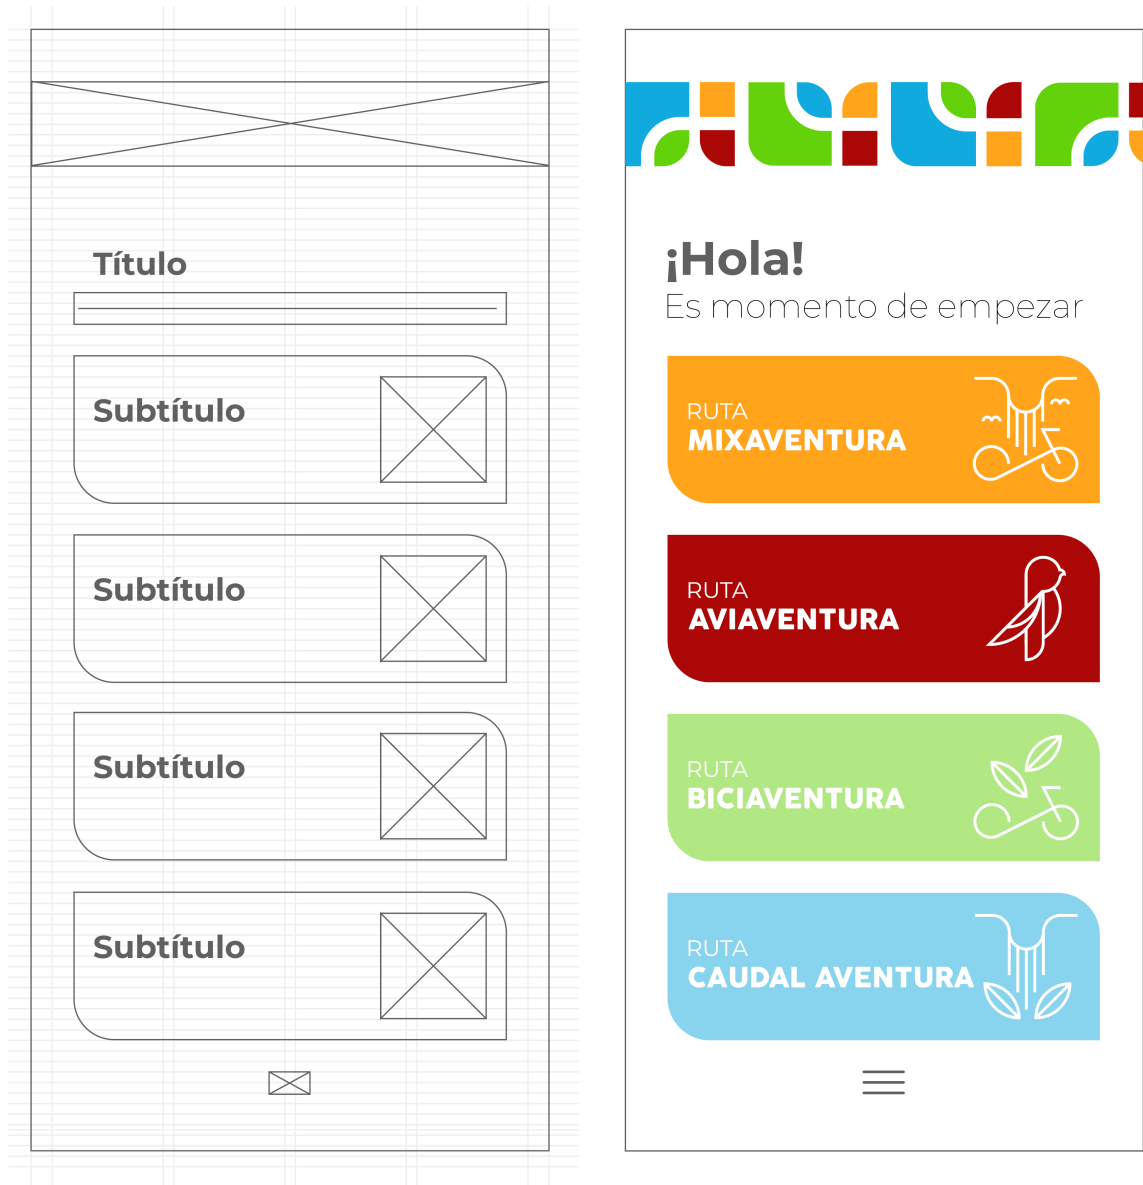 Título
Subtítulo
Subtítulo
Subtítulo
Subtítulo
¡Hola!
Es momento de empezar
RUTA
MIXAVENTURA
RUTA
AVIAVENTURA
RUTA
BICIAVENTURA
RUTA
CAUDAL AVENTURA